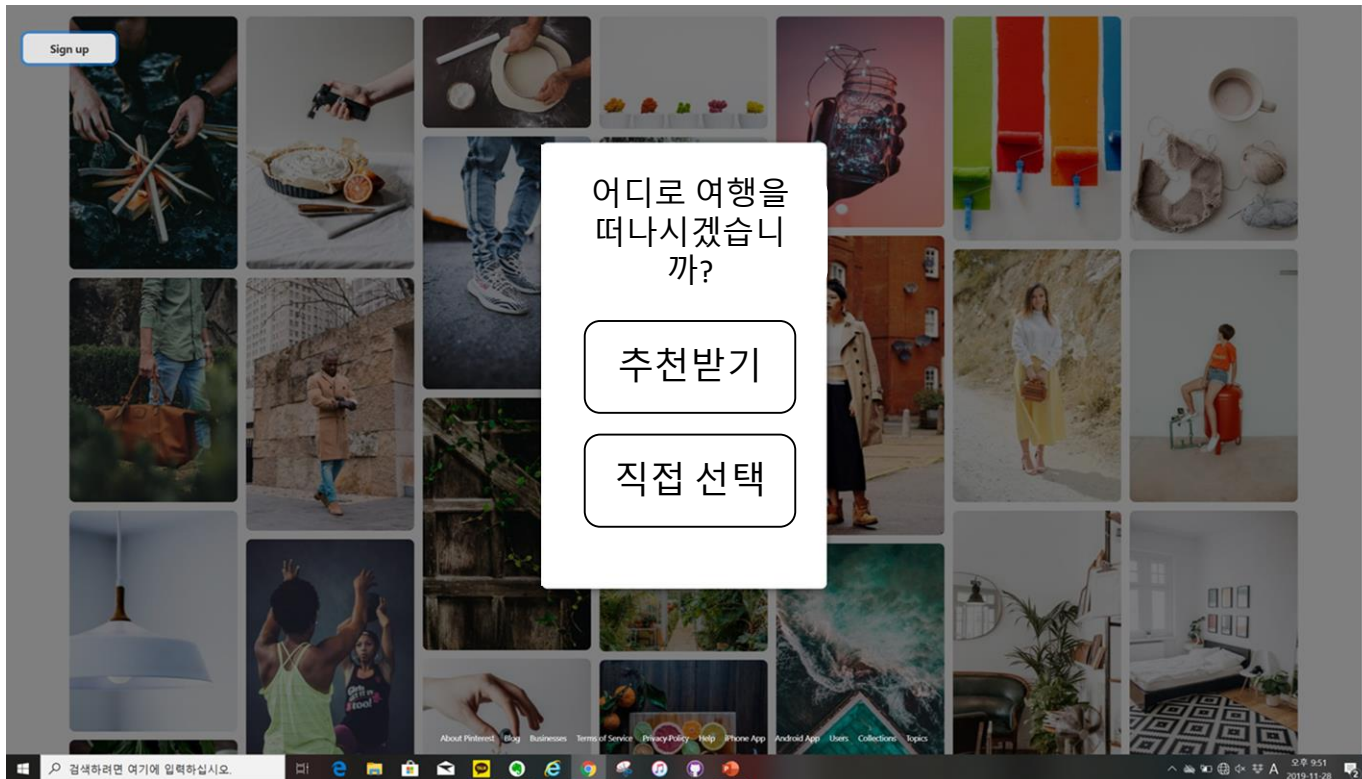 Sign up
어디로 여행을
떠나시겠습니
까?
추천받기
직접 선택
About Pinterest Blog Businesses Terms of Service Privacy Policy Help iPhone App Android App Users Collections Topics
검색하려면 여기에 입력하십시오.
A
오후 9:51
2019-11-28